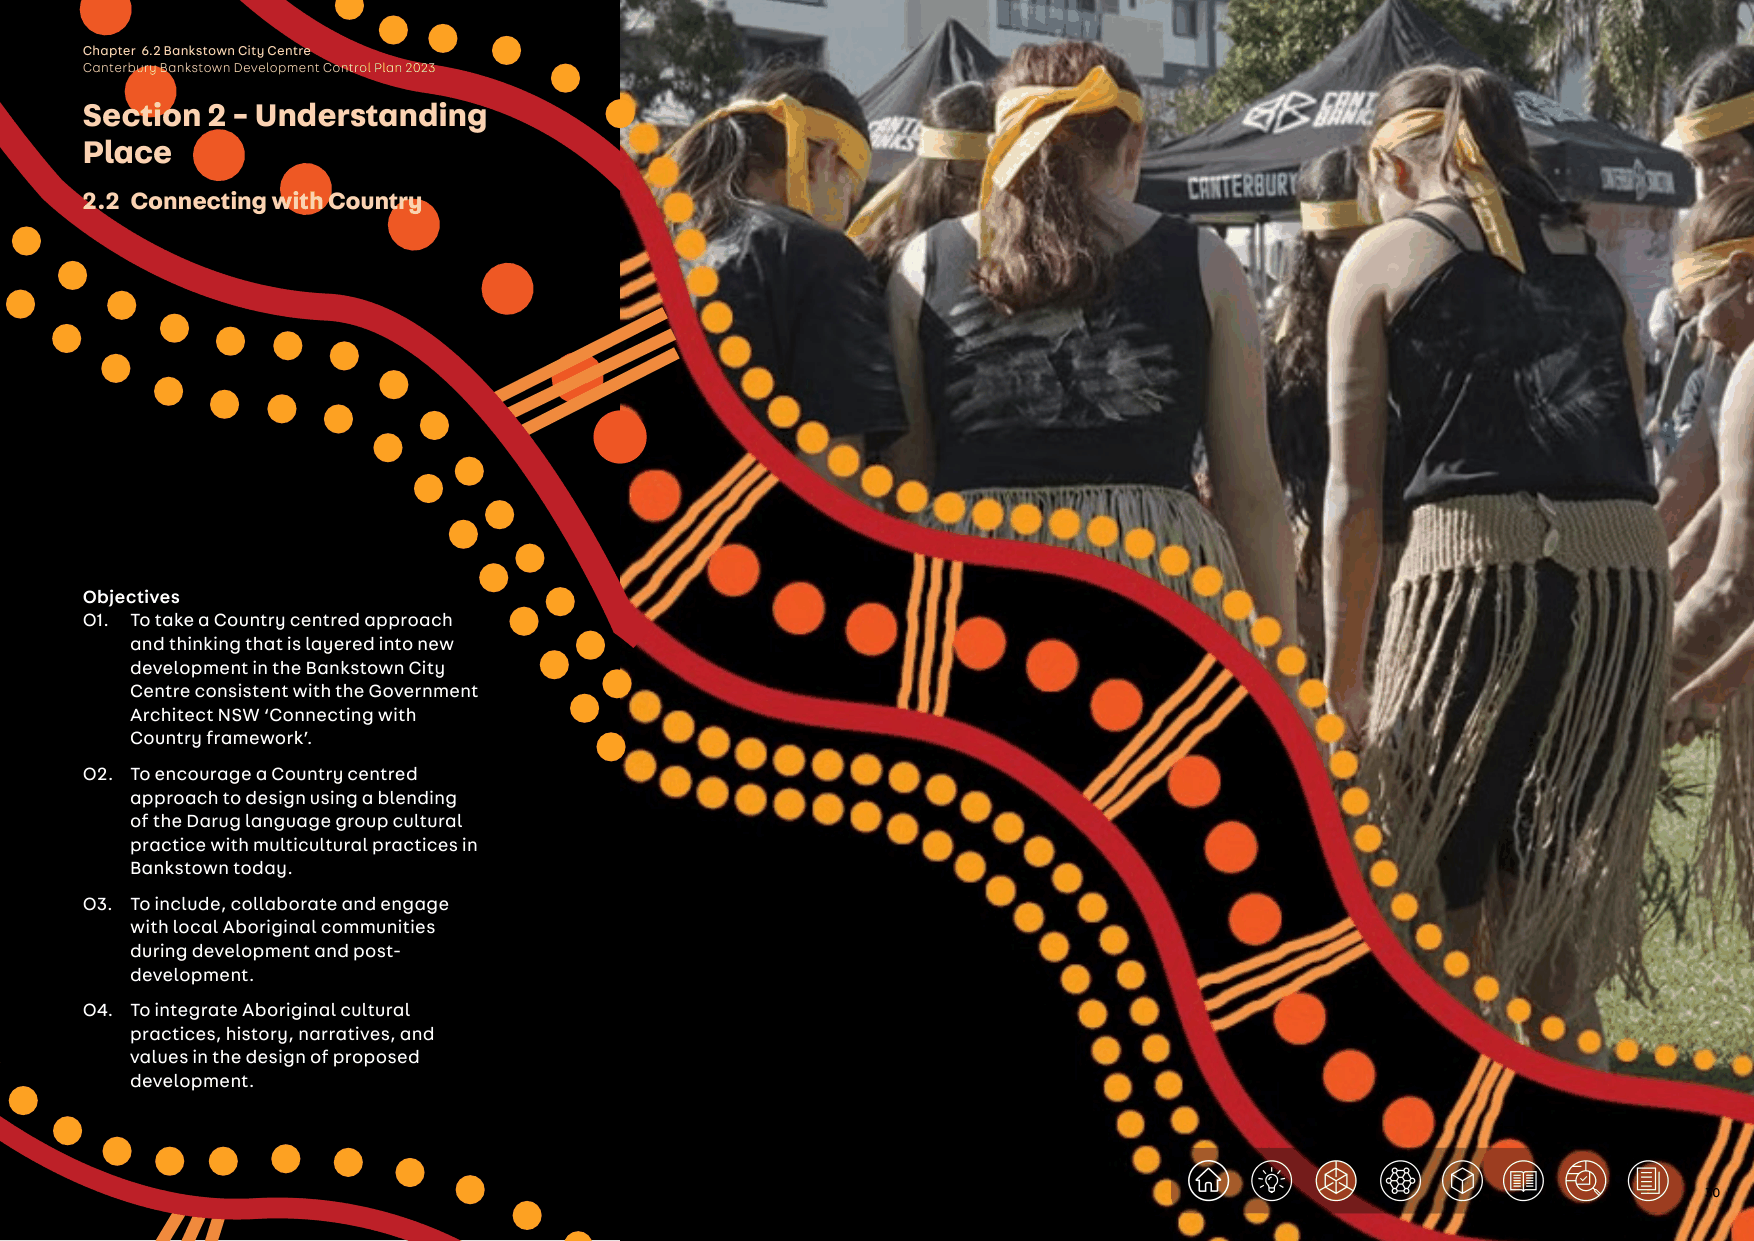 Chapter 6.2 Bankstown City Centre
Canterbury Bankstown Development Control Plan 2023
Section 2 – Understanding
Place
2.2 Connecting with Country
Objectives
O1. To take a Country centred approach
and thinking that is layered into new
development in the Bankstown City
Centre consistent with the Government
Architect NSW ‘Connecting with
Country framework’.
O2. To encourage a Country centred
approach to design using a blending
of the Darug language group cultural
practice with multicultural practices in
Bankstown today.
O3. To include, collaborate and engage
with local Aboriginal communities
during development and post-
development.
O4. To integrate Aboriginal cultural
practices, history, narratives, and
values in the design of proposed
development.
CANT
BANK
CANTERBURY